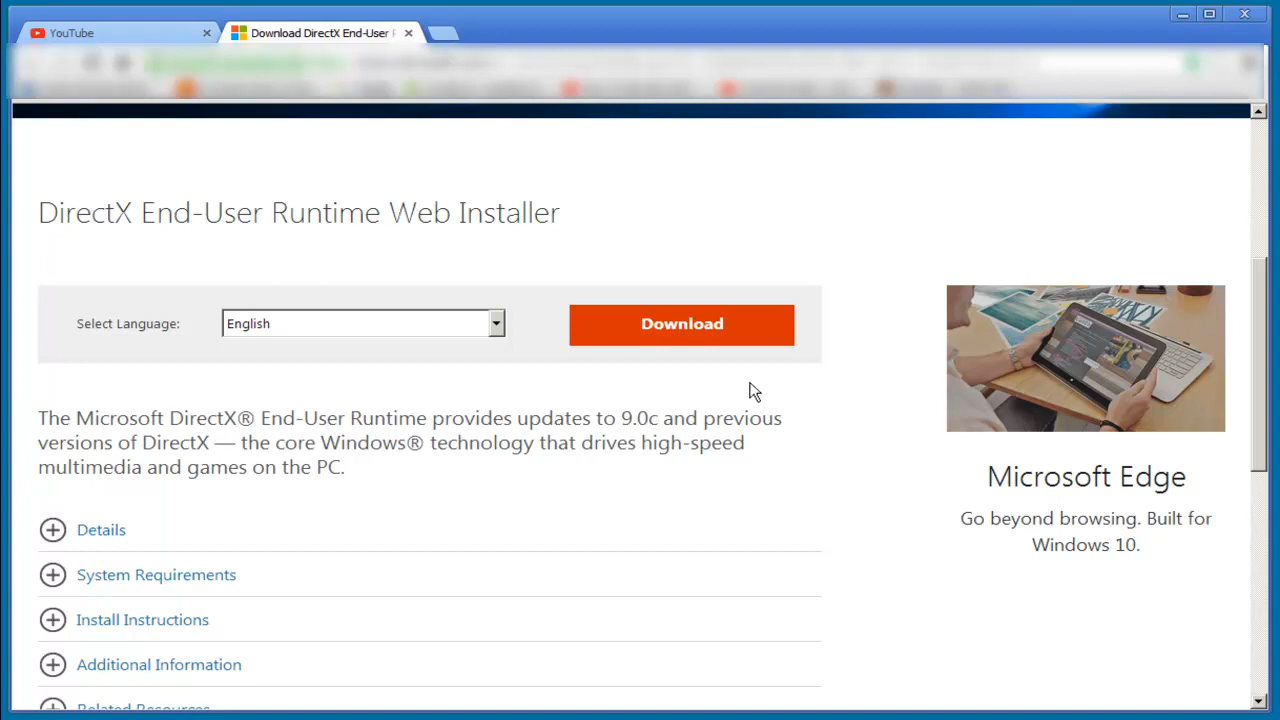 YouTube
Download DirectX End-User
DirectX End-User Runtime Web Installer
Select Language:
English
Download
The Microsoft DirectX® End-User Runtime provides updates to 9.0c and previous
versions of DirectX — the core Windows® technology that drives high-speed
multimedia and games on the PC.
Microsoft Edge
Go beyond browsing. Built for
Windows 10.
Details
System Requirements
Install Instructions
Additional Information
Related Resources